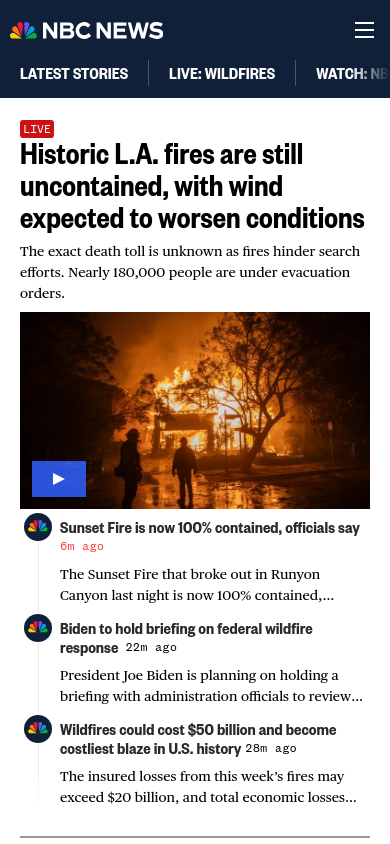 NBC NEWS
LATEST STORIES
LIVE: WILDFIRES
WATCH: NB
LIVE
Historic L.A. fires are still
uncontained, with wind
expected to worsen conditions
The exact death toll is unknown as fires hinder search
efforts. Nearly 180,000 people are under evacuation
orders.
Sunset Fire is now 100% contained, officials say
6m ago
The Sunset Fire that broke out in Runyon
Canyon last night is now 100% contained,...
Biden to hold briefing on federal wildfire
response 22m ago
President Joe Biden is planning on holding a
briefing with administration officials to review...
Wildfires could cost $50 billion and become
costliest blaze in U.S. history 28m ago
The insured losses from this week’s fires may
exceed $20 billion, and total economic losses...